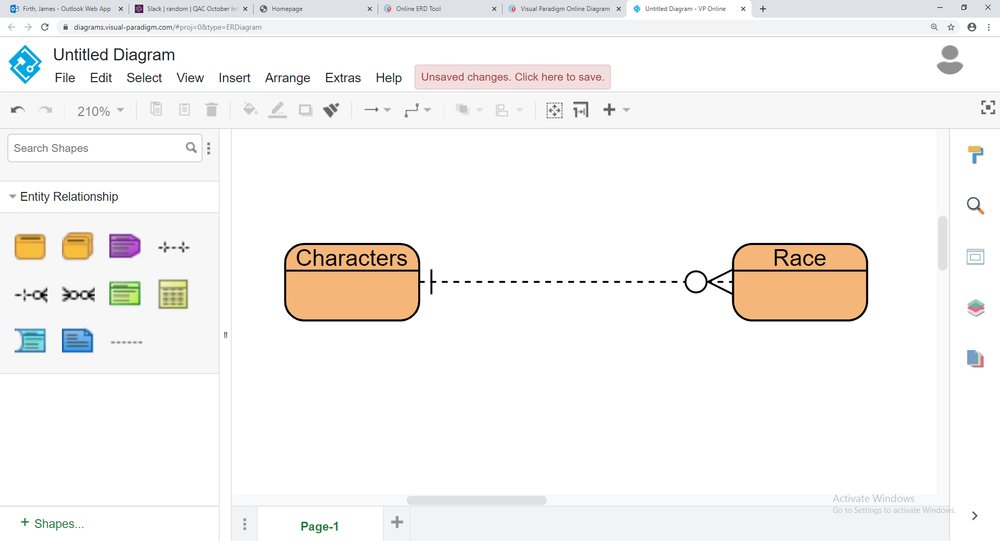 Firth, James - Outlook Web App
Slack | random | QAC October Int
Homepage
Online ERD Tool
Visual Paradigm Online Diagram
Untitled Diagram - VP Online
diagrams.visual-paradigm.com/#proj=0&type=ERDiagram
Untitled Diagram
File Edit Select View Insert Arrange Extras Help
Unsaved changes. Click here to save.
210%
Search Shapes
Entity Relationship
Characters
Race
Activate Windows
Go to Settings to activate Windows.
+ Shapes...
Page-1